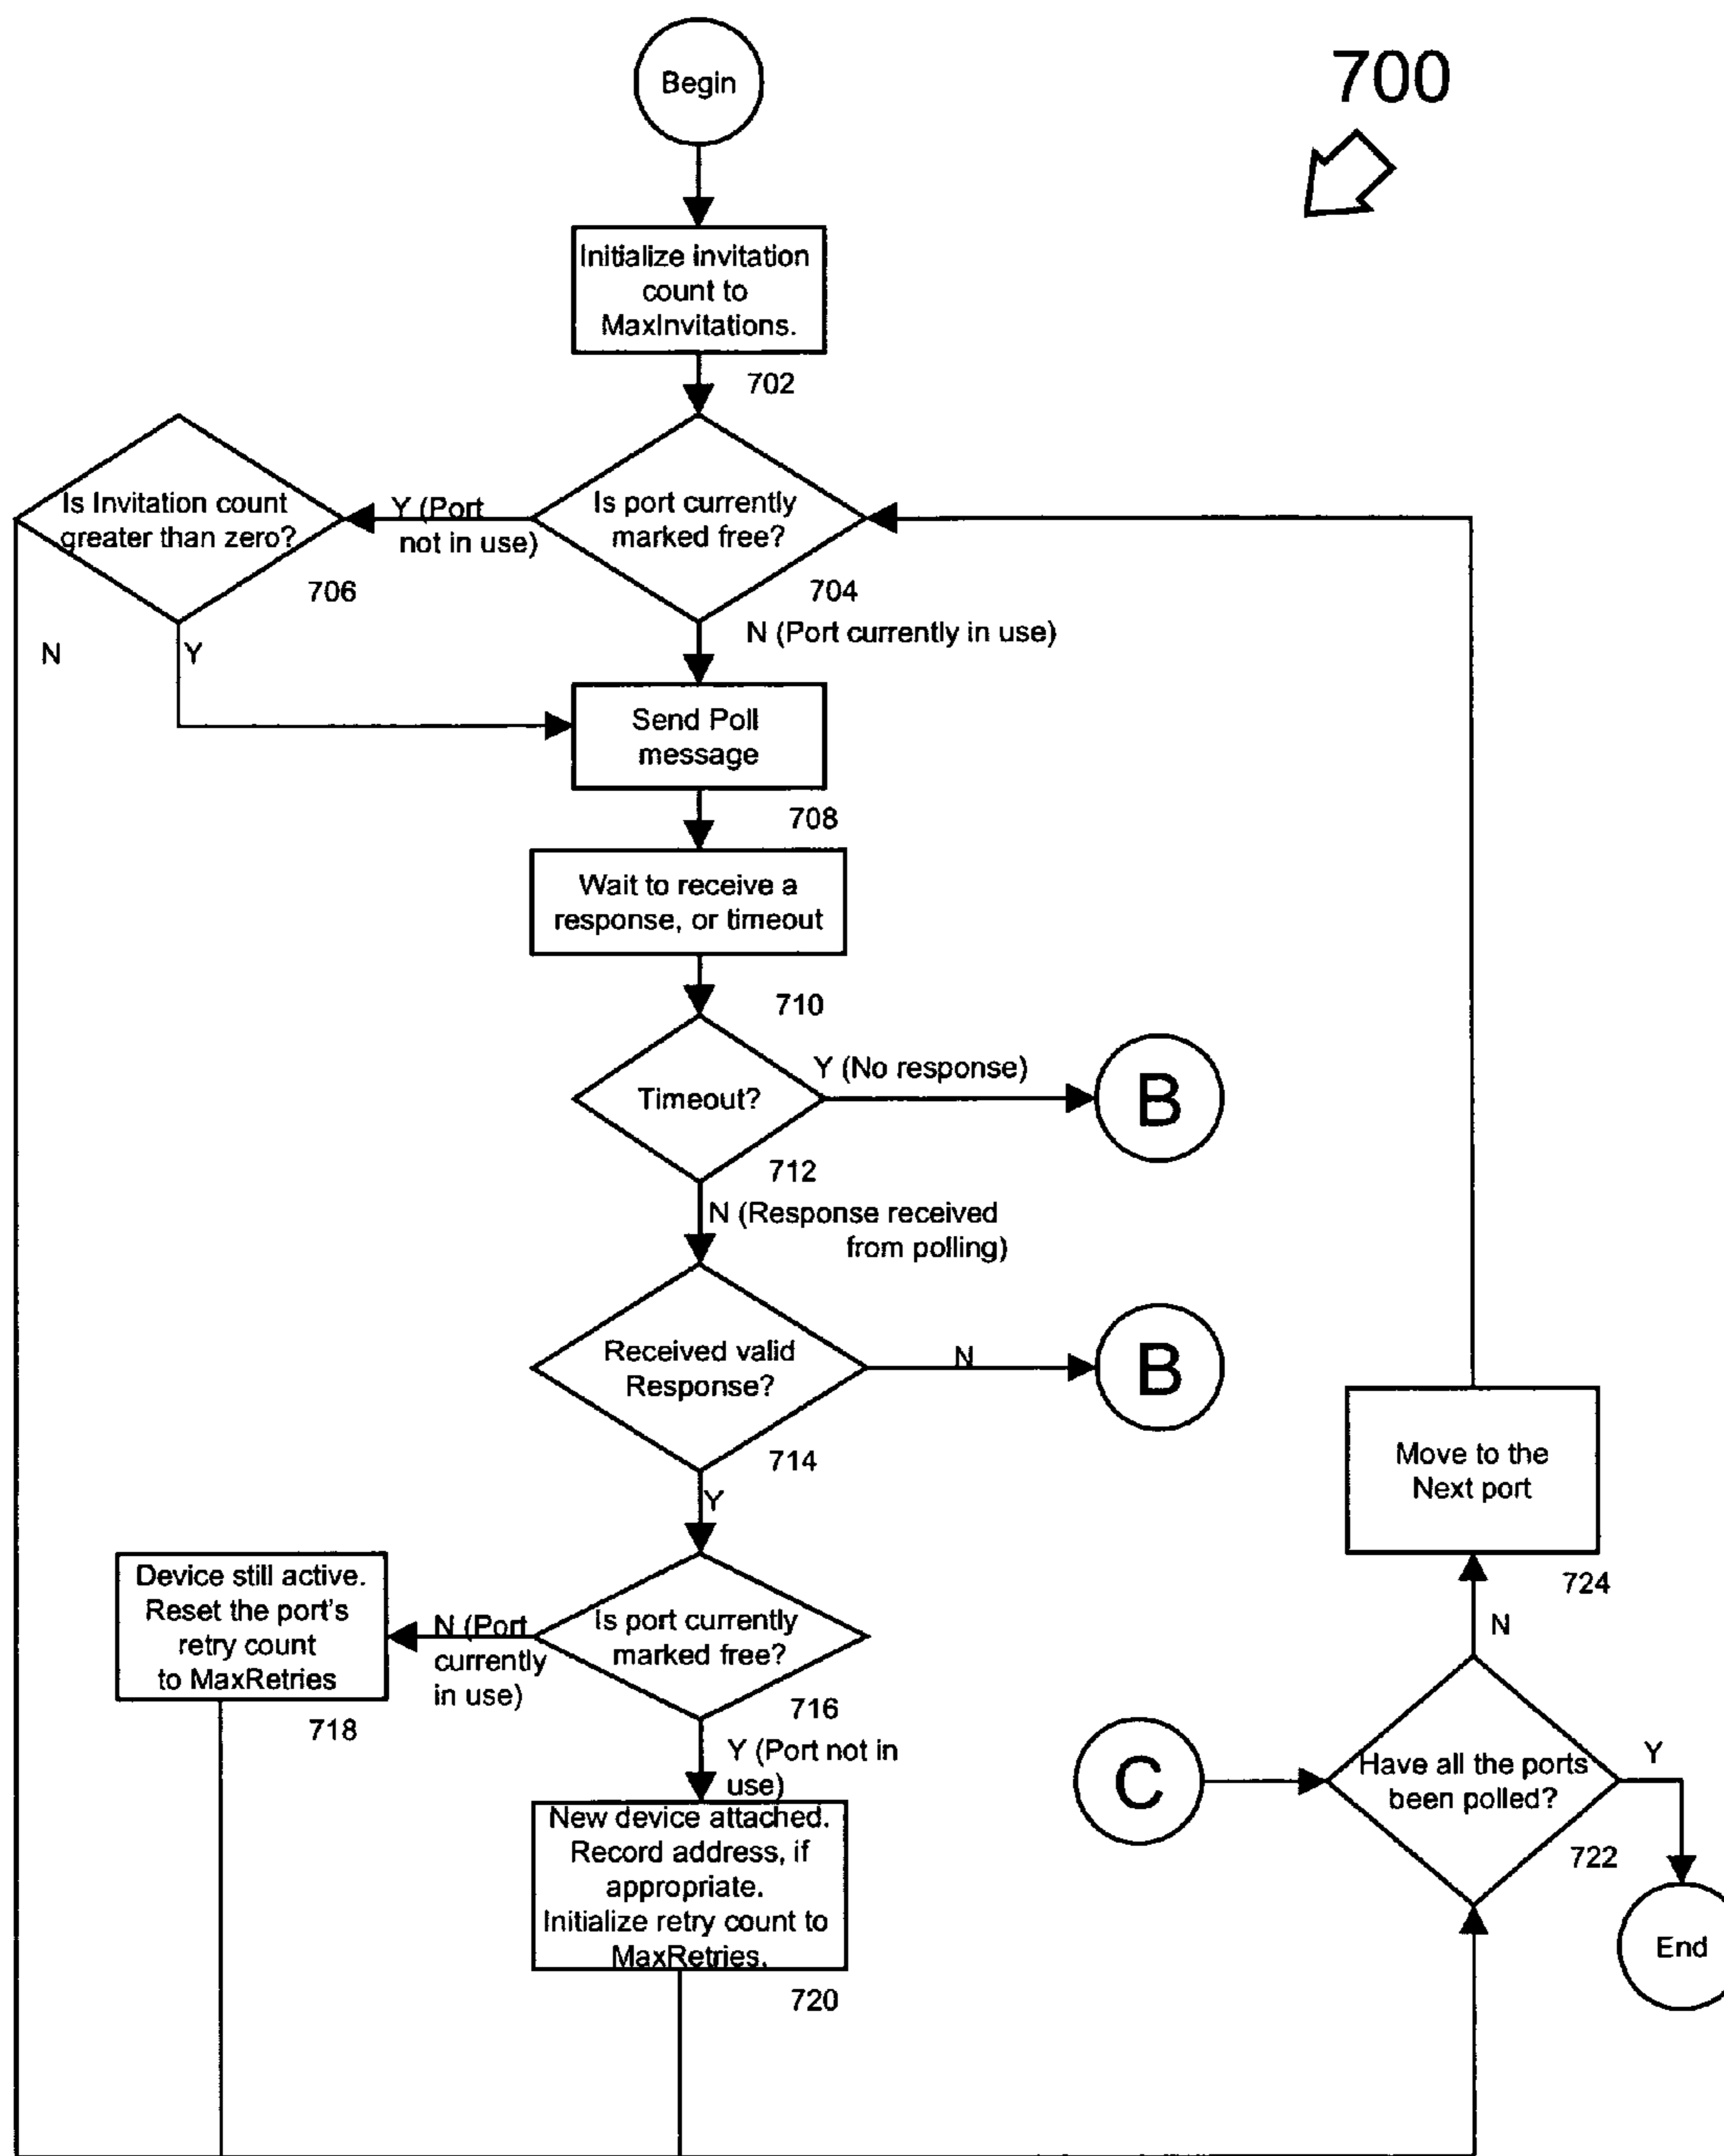 Begin
700
Initialize invitation
count to
MaxInvitations.
702
Is Invitation count
greater than zero?
706
Y (Port
not in use)
Is port currently
marked free?
704
N (Port currently in use)
N
Y
Send Poll
message
708
Wait to receive a
response, or timeout
710
Timeout?
Y (No response)
B
712
N (Response received
from polling)
Received valid
Response?
N
B
714
Y
Move to the
Next port
724
N
Device still active.
Reset the port's
retry count
to MaxRetries
718
N (Port
currently
in use)
Is port currently
marked free?
716
Y (Port not in
use)
C
Have all the ports
been polled?
Y
722
New device attached.
Record address, if
appropriate.
Initialize retry count to
MaxRetries.
720
End